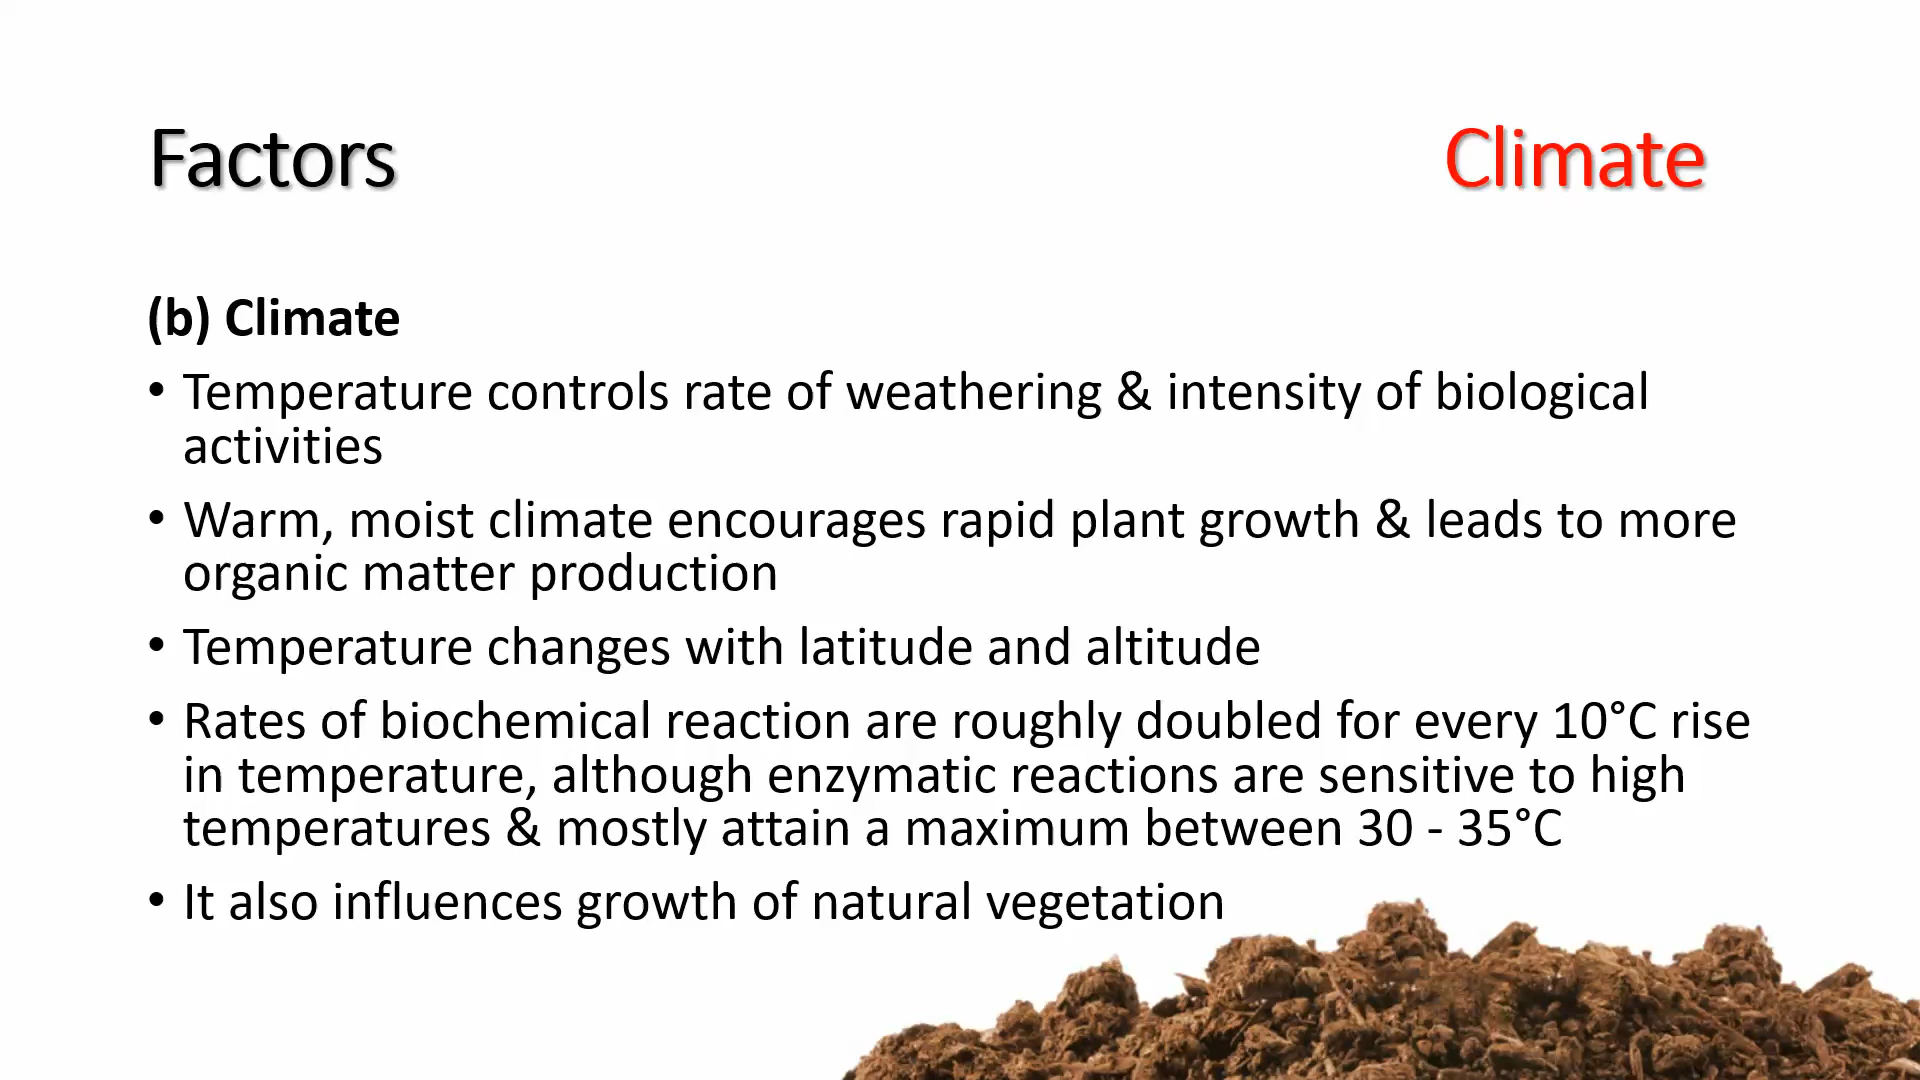 Factors
Climate
(b) Climate
• Temperature controls rate of weathering & intensity of biological
activities
• Warm, moist climate encourages rapid plant growth & leads to more
organic matter production
• Temperature changes with latitude and altitude
• Rates of biochemical reaction are roughly doubled for every 10°C rise
in temperature, although enzymatic reactions are sensitive to high
temperatures & mostly attain a maximum between 30 - 35°C
• It also influences growth of natural vegetation